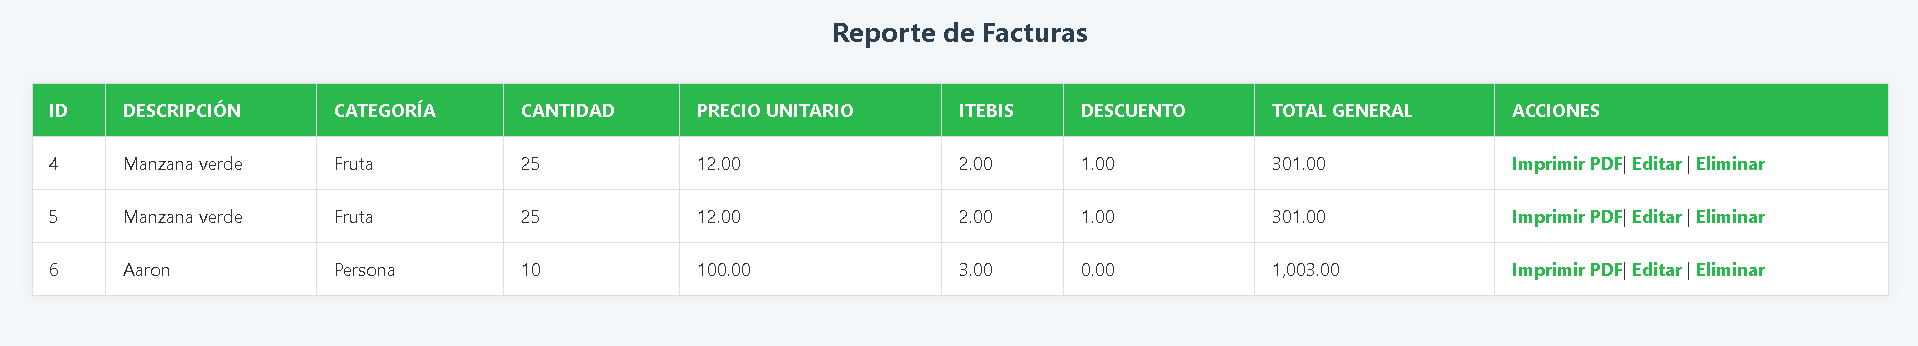 Reporte de Facturas
ID DESCRIPCIÓN CATEGORÍA CANTIDAD PRECIO UNITARIO ITEBIS DESCUENTO TOTAL GENERAL ACCIONES
4 Manzana verde Fruta 25 12.00 2.00 1.00 301.00 Imprimir PDF| Editar | Eliminar
5 Manzana verde Fruta 25 12.00 2.00 1.00 301.00 Imprimir PDF| Editar | Eliminar
6 Aaron Persona 10 100.00 3.00 0.00 1,003.00 Imprimir PDF| Editar | Eliminar